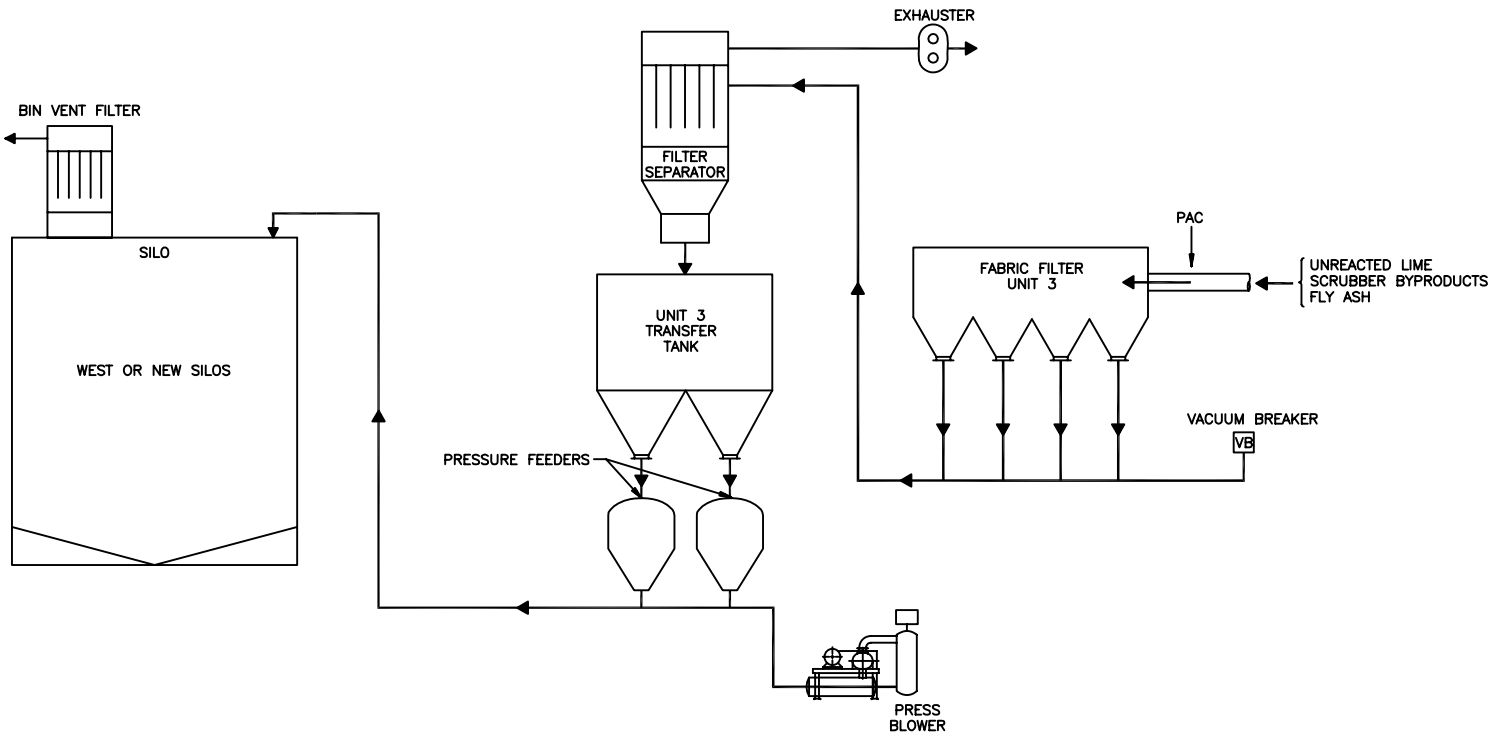 EXHAUSTER
BIN VENT FILTER
FILTER
SEPARATOR
PAC
SILO
FABRIC FILTER
UNIT 3
UNREACTED LIME
SCRUBBER BYPRODUCTS
FLY ASH
UNIT 3
TRANSFER
TANK
WEST OR NEW SILOS
VACUUM BREAKER
VB
PRESSURE FEEDERS
PRESS
BLOWER